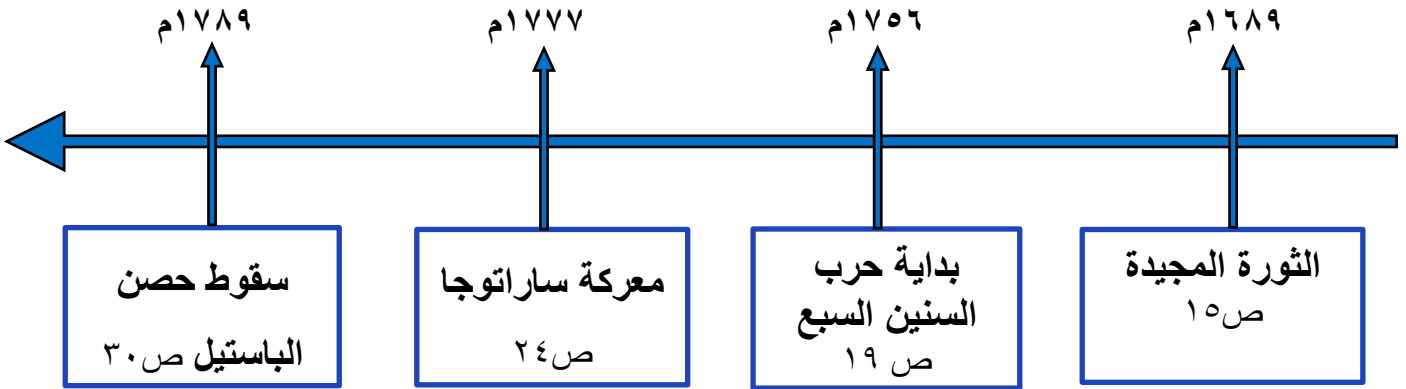 ١٦٨٩م
١٧٥٦م
١٧٧٧م
١٧٨٩م
الثورة المجيدة
ص١٥
بداية حرب
السنين السبع
ص ١٩
معركة ساراتوجا
ص٢٤
سقوط حصن
الباستيل ص٣٠